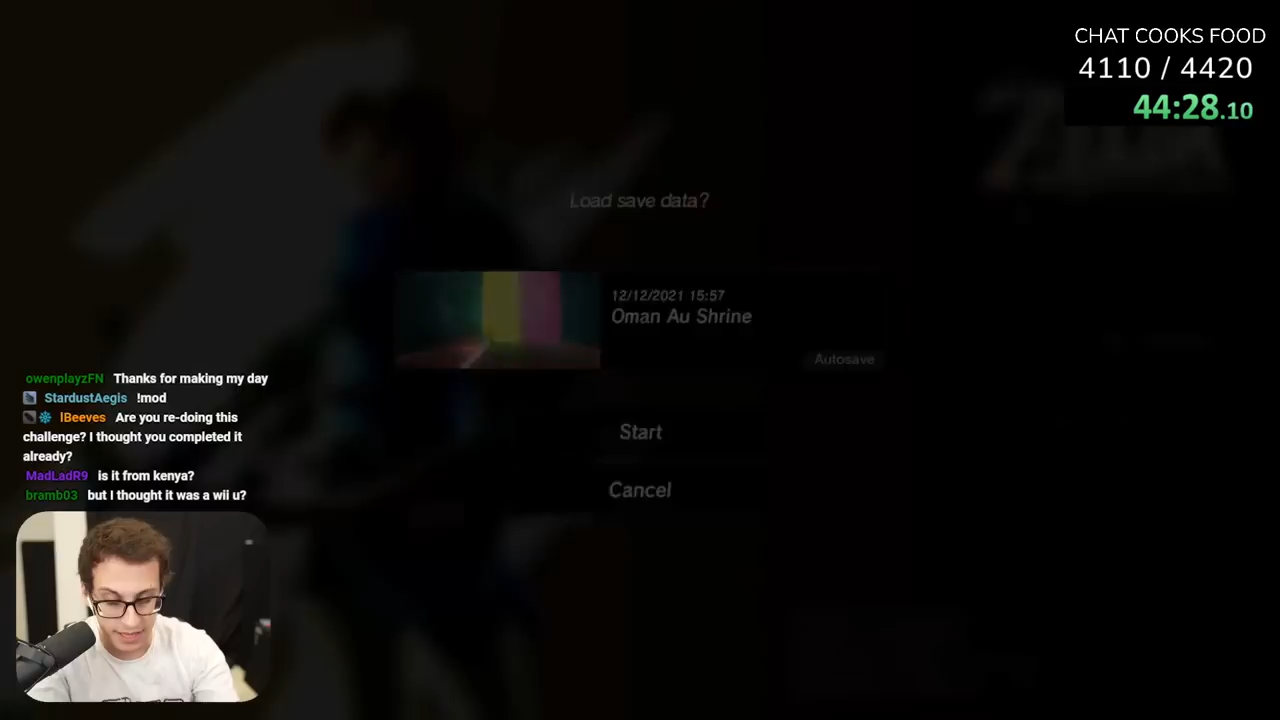 CHAT COOKS FOOD
4110 / 4420
44:28.10
Load save data?
12/12/2021 15:57
Oman Au Shrine
Autosave
Start
Cancel
owenplayzFN Thanks for making my day
StardustAegis !mod
lBeeves Are you re-doing this
challenge? I thought you completed it
already?
MadLadR9 is it from kenya?
bramb03 but I thought it was a wii u?